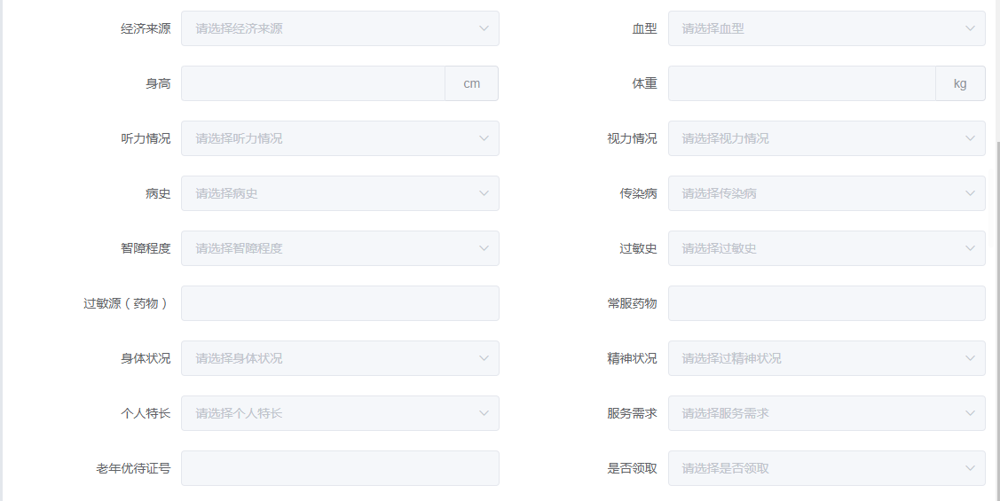 经济来源 请选择经济来源 血型 请选择血型
身高 cm 体重 kg
听力情况 请选择听力情况 视力情况 请选择视力情况
病史 请选择病史 传染病 请选择传染病
智障程度 请选择智障程度 过敏史 请选择过敏史
过敏源（药物） 常服药物
身体状况 请选择身体状况 精神状况 请选择过精神状况
个人特长 请选择个人特长 服务需求 请选择服务需求
老年优待证号 是否领取 请选择是否领取